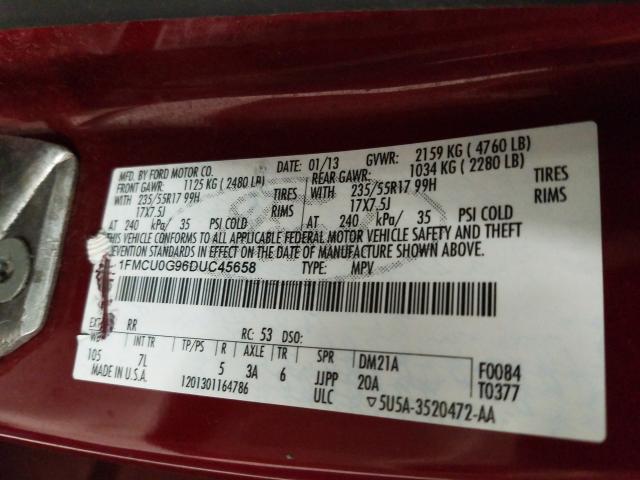 MFD. BY FORD MOTOR CO.
DATE: 01/13 GVWR: 2159 KG ( 4760 LB)
FRONT GAWR: 1125 KG ( 2480 LB) REAR GAWR: 1034 KG ( 2280 LB)
WITH 235/55R17 99H TIRES WITH 235/55R17 99H TIRES
17X7.5J RIMS 17X7.5J RIMS
AT 240 kPa/ 35 PSI COLD AT 240 kPa/ 35 PSI COLD
THIS VEHICLE CONFORMS TO ALL APPLICABLE FEDERAL MOTOR VEHICLE SAFETY AND THEFT
PREVENTION STANDARDS IN EFFECT ON THE DATE OF MANUFACTURE SHOWN ABOVE.
1FMCU0G96DUC45658 TYPE: MPV
EXT RR RC: 53 DSO:
WB INT TR TP/PS R AXLE TR SPR DM21A F0084
105 7L 5 3A 6 JJPP 20A T0377
MADE IN U.S.A. 1201301164786 ULC ▽5U5A-3520472-AA